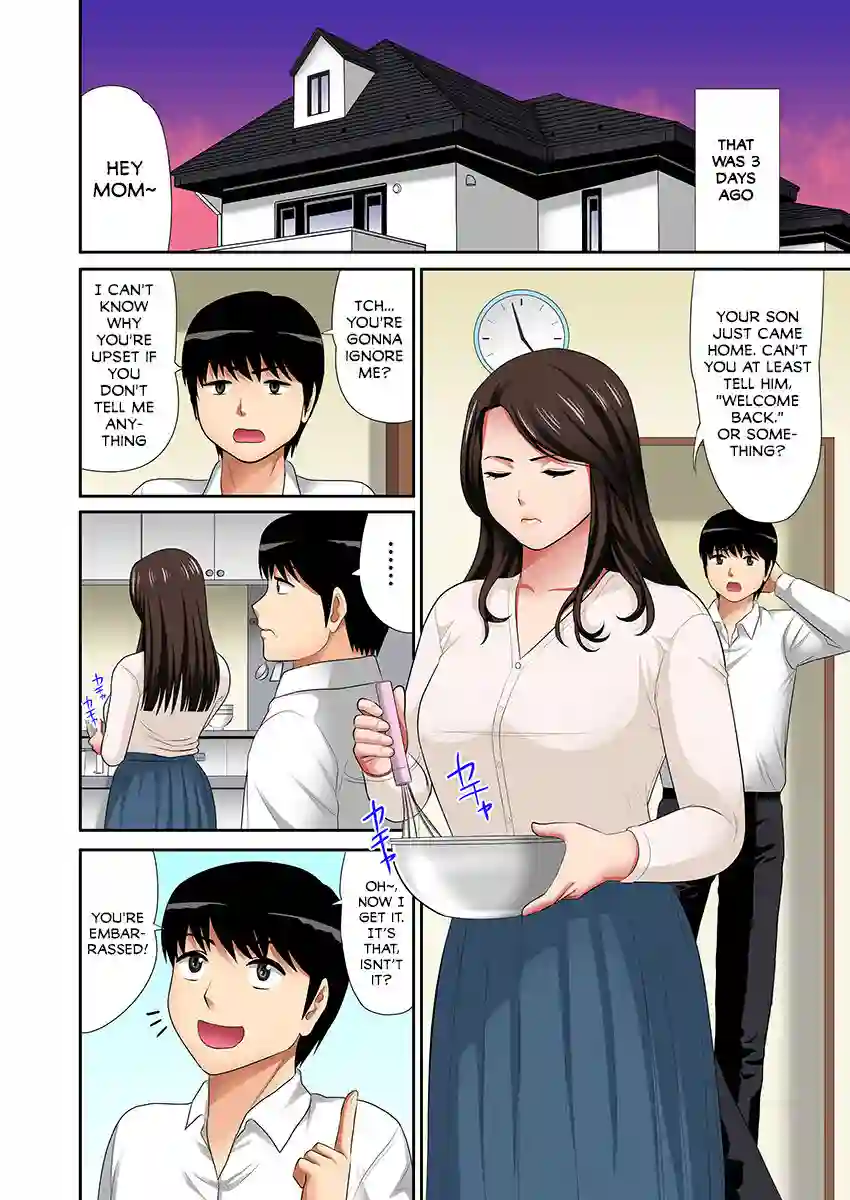 THAT
WAS 3
DAYS
AGO
HEY
MOM~
YOUR SON
JUST CAME
HOME. CAN'T
YOU AT LEAST
TELL HIM,
"WELCOME
BACK."
OR SOME-
THING?
カチャ
カチャ
TCH...
YOU'RE
GONNA
IGNORE
ME?
I CAN'T
KNOW
WHY
YOU'RE
UPSET IF
YOU
DON'T
TELL ME
ANY-
THING
........
カチャ
カチャ
OH~,
NOW I
GET IT.
IT'S
THAT,
ISNT'T
IT?
YOU'RE
EMBAR-
RASSED!